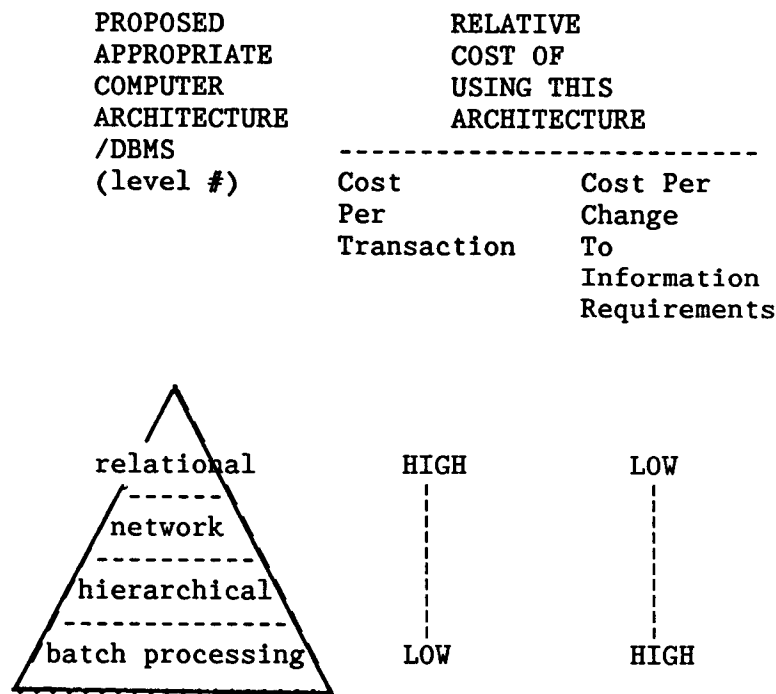 PROPOSED
APPROPRIATE
COMPUTER
ARCHITECTURE
/DBMS
(level #)
RELATIVE
COST OF
USING THIS
ARCHITECTURE
Cost
Per
Transaction
Cost Per
Change
To
Information
Requirements
relational HIGH LOW
network
hierarchical
batch processing LOW HIGH